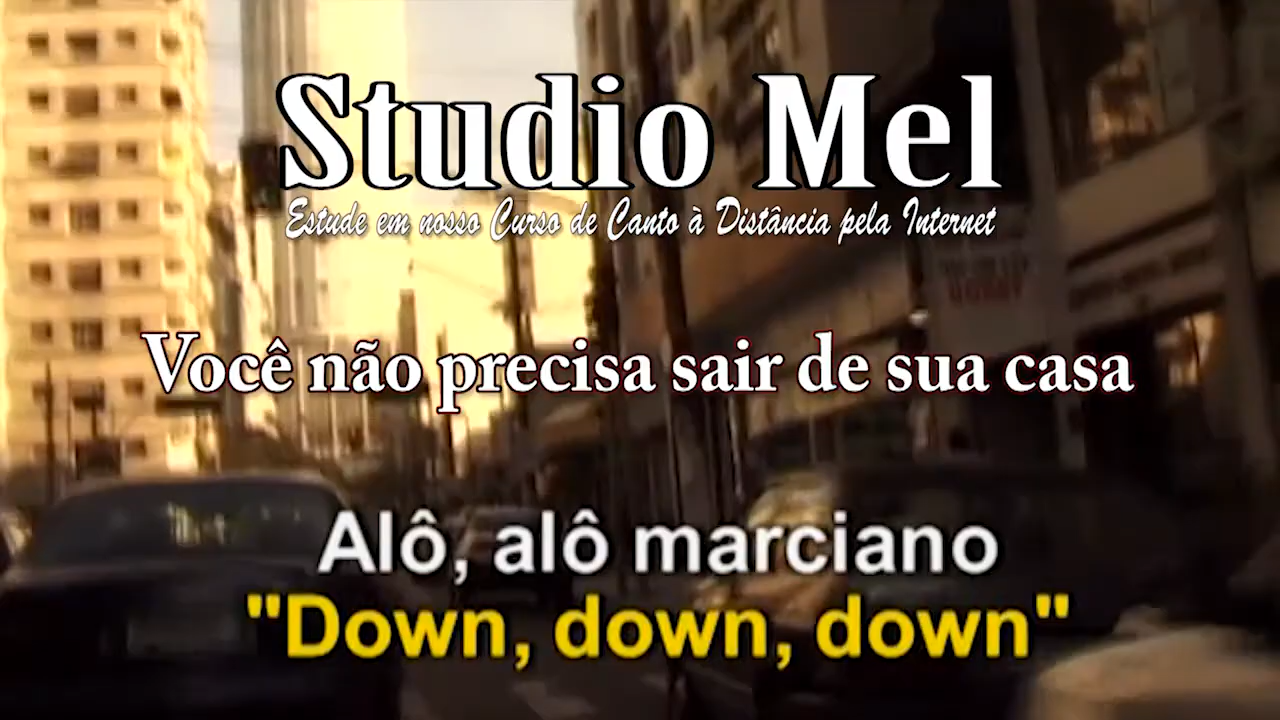 Studio Mel
Estude em nosso Curso de Canto à Distância pela Internet
Você não precisa sair de sua casa
Alô, alô marciano
"Down, down, down"